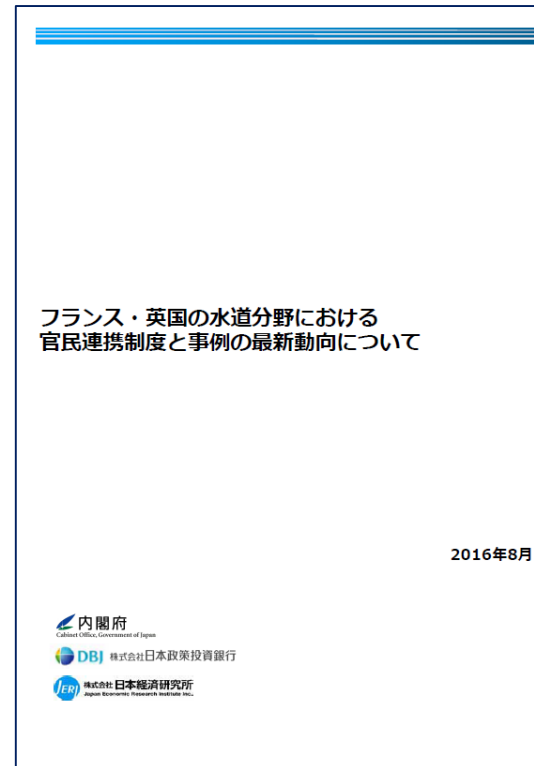 フランス・英国の水道分野における
官民連携制度と事例の最新動向について
2016年8月
内閣府
Cabinet Office, Government of Japan
DBJ 株式会社日本政策投資銀行
JERI 株式会社日本経済研究所
Japan Economic Research Institute Inc.